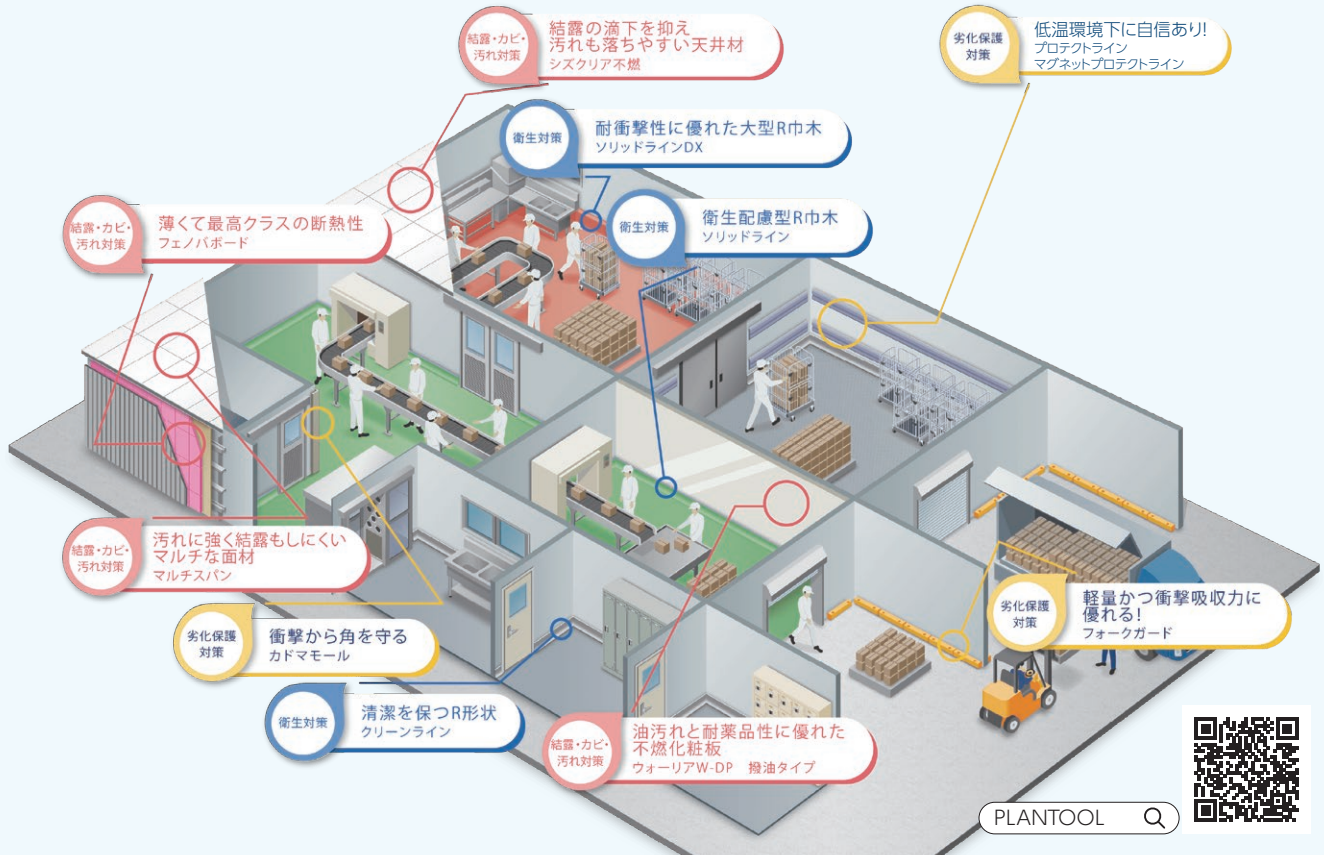 結露・カビ・
汚れ対策
結露の滴下を抑え
汚れも落ちやすい天井材
シズクリア不燃
劣化保護
対策
低温環境下に自信あり!
プロテクトライン
マグネットプロテクトライン
衛生対策
耐衝撃性に優れた大型R巾木
ソリッドラインDX
結露・カビ・
汚れ対策
薄くて最高クラスの断熱性
フェノバボード
衛生対策
衛生配慮型R巾木
ソリッドライン
結露・カビ・
汚れ対策
汚れに強く結露もしにくい
マルチな面材
マルチスパン
劣化保護
対策
衝撃から角を守る
カドマモール
劣化保護
対策
軽量かつ衝撃吸収力に
優れる!
フォークガード
衛生対策
清潔を保つR形状
クリーンライン
結露・カビ・
汚れ対策
油汚れと耐薬品性に優れた
不燃化粧板
ウォーリアW-DP 撥油タイプ
PLANTOOL